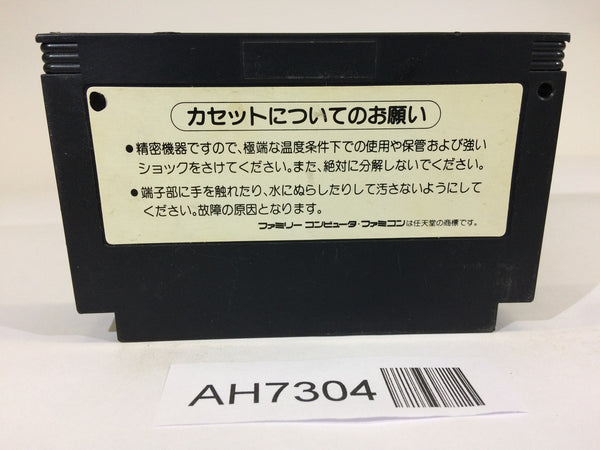 カセットについてのお願い
●精密機器ですので、極端な温度条件下での使用や保管および強い
ショックをさけてください。また、絶対に分解しないでください。
●端子部に手を触れたり、水にぬらしたりして汚さないようにして
ください。故障の原因となります。
ファミリーコンピュータ・ファミコンは任天堂の商標です。
AH7304